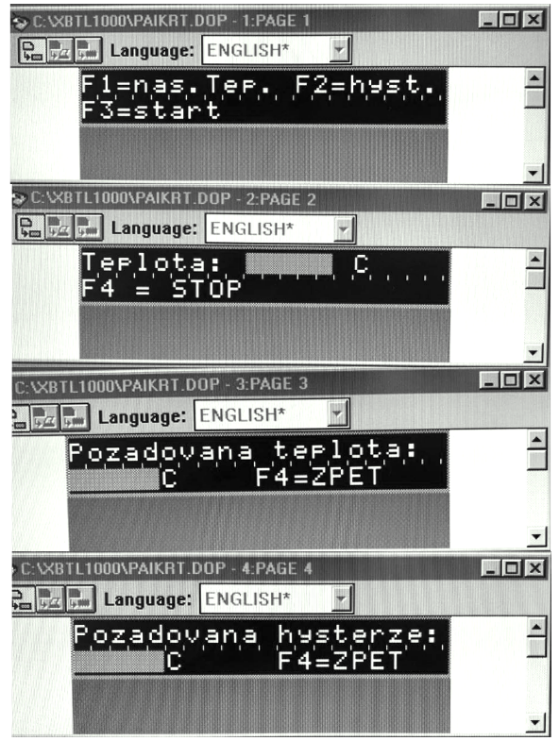 C:\XBTL1000\PAIKRT.DOP - 1:PAGE 1
Language: ENGLISH*
F1=nas.Tep. F2=hyst.
F3=start
C:\XBTL1000\PAIKRT.DOP - 2:PAGE 2
Language: ENGLISH*
Teplota: C
F4 = STOP
C:\XBTL1000\PAIKRT.DOP - 3:PAGE 3
Language: ENGLISH*
Pozadovana teplota:
C F4=ZPET
C:\XBTL1000\PAIKRT.DOP - 4:PAGE 4
Language: ENGLISH*
Pozadovana hysterze:
C F4=ZPET